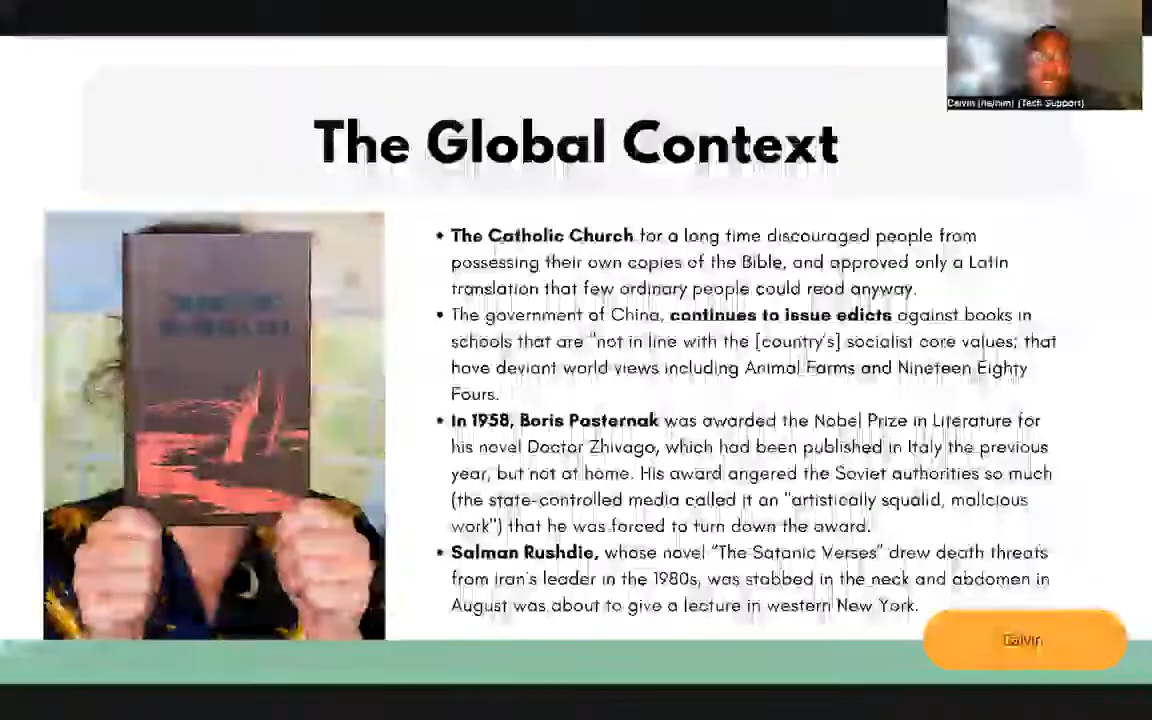 Calvin (he/him) (Tech Support)
The Global Context
• The Catholic Church for a long time discouraged people from
possessing their own copies of the Bible, and approved only a Latin
translation that few ordinary people could read anyway.
• The government of China, continues to issue edicts against books in
schools that are "not in line with the [country's] socialist core values; that
have deviant world views including Animal Farms and Nineteen Eighty
Fours.
• In 1958, Boris Pasternak was awarded the Nobel Prize in Literature for
his novel Doctor Zhivago, which had been published in Italy the previous
year, but not at home. His award angered the Soviet authorities so much
(the state-controlled media called it an "artistically squalid, malicious
work") that he was forced to turn down the award.
• Salman Rushdie, whose novel "The Satanic Verses" drew death threats
from Iran's leader in the 1980s, was stabbed in the neck and abdomen in
August was about to give a lecture in western New York.
Calvin